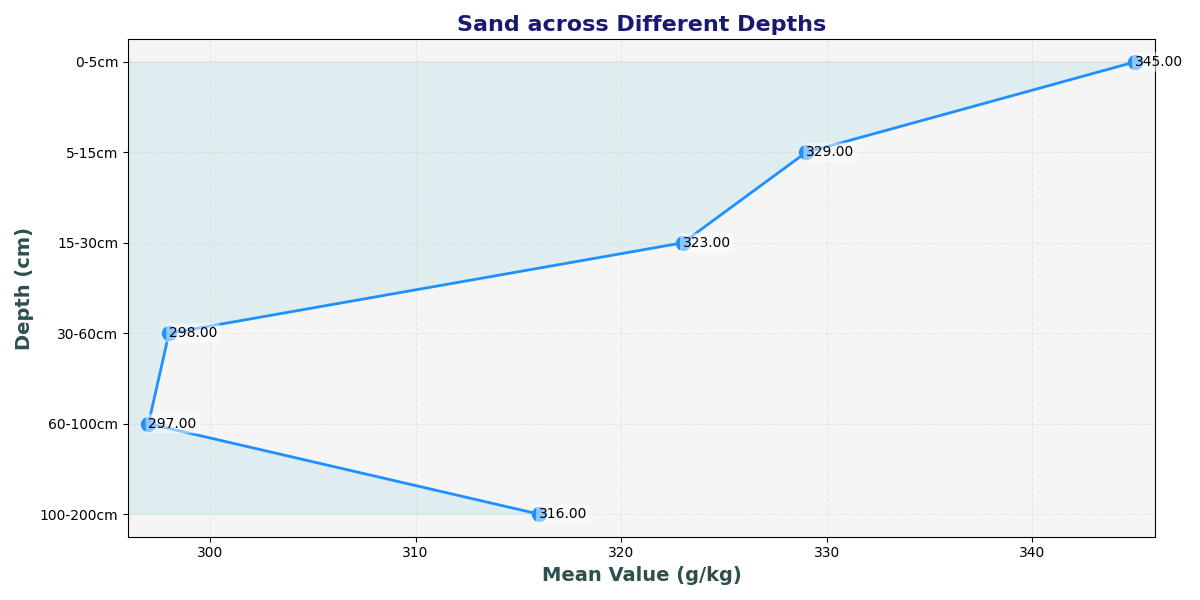 Sand across Different Depths
Depth (cm)
0-5cm
345.00
5-15cm
329.00
15-30cm
323.00
30-60cm
298.00
60-100cm
297.00
100-200cm
316.00
300 310 320 330 340
Mean Value (g/kg)